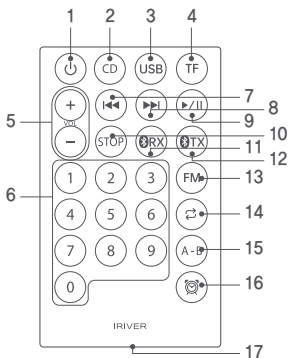 1 2 3 4
CD USB TF
5 + VOL − 7
8
9
STOP RX TX 10
11
12
6 1 2 3 FM 13
4 5 6 14
7 8 9 A-B 15
0 16
IRIVER
17